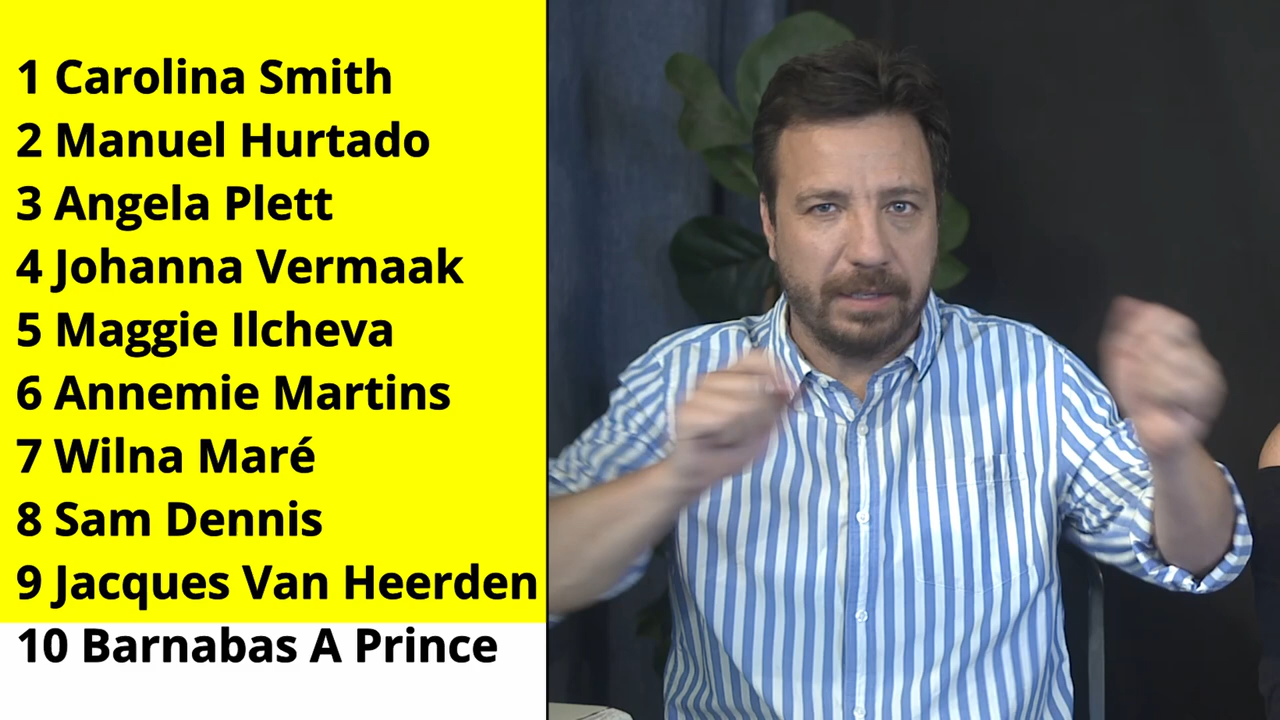 1 Carolina Smith
2 Manuel Hurtado
3 Angela Plett
4 Johanna Vermaak
5 Maggie Ilcheva
6 Annemie Martins
7 Wilna Maré
8 Sam Dennis
9 Jacques Van Heerden
10 Barnabas A Prince